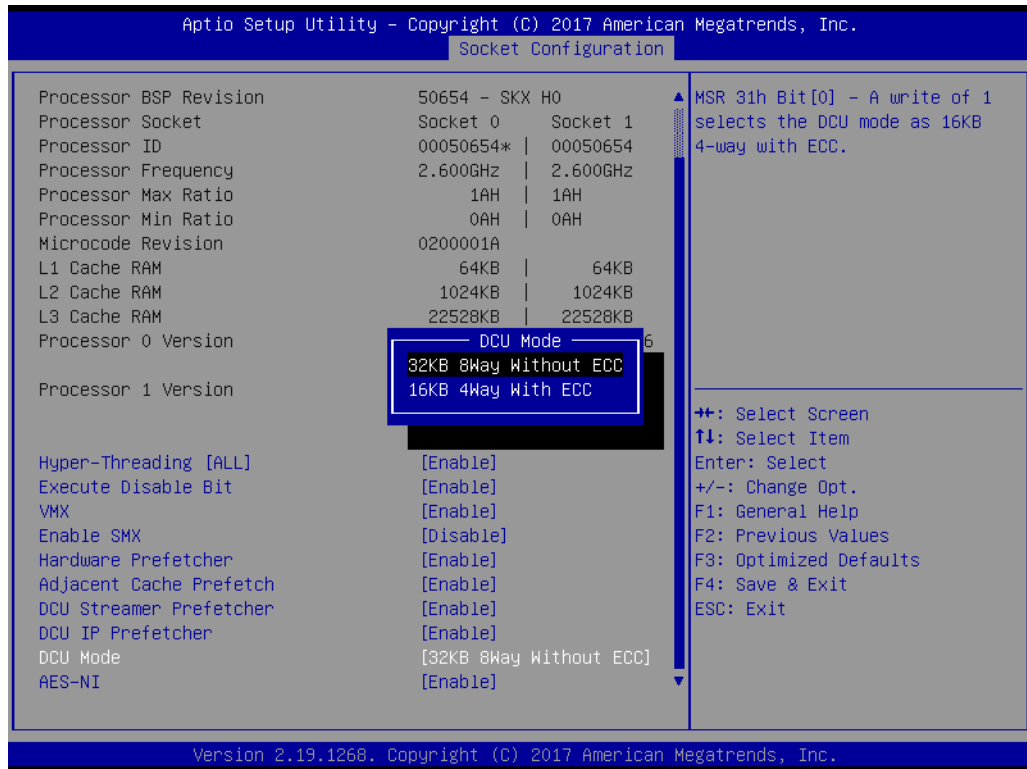 Aptio Setup Utility – Copyright (C) 2017 American Megatrends, Inc.
Socket Configuration
Processor BSP Revision 50654 – SKX H0
Processor Socket Socket 0 Socket 1
Processor ID 00050654* | 00050654
Processor Frequency 2.600GHz | 2.600GHz
Processor Max Ratio 1AH | 1AH
Processor Min Ratio 0AH | 0AH
Microcode Revision 0200001A
L1 Cache RAM 64KB | 64KB
L2 Cache RAM 1024KB | 1024KB
L3 Cache RAM 22528KB | 22528KB
Processor 0 Version 6
Processor 1 Version
DCU Mode
32KB 8Way Without ECC
16KB 4Way With ECC
Hyper-Threading [ALL] [Enable]
Execute Disable Bit [Enable]
VMX [Enable]
Enable SMX [Disable]
Hardware Prefetcher [Enable]
Adjacent Cache Prefetch [Enable]
DCU Streamer Prefetcher [Enable]
DCU IP Prefetcher [Enable]
DCU Mode [32KB 8Way Without ECC]
AES-NI [Enable]
MSR 31h Bit[0] – A write of 1
selects the DCU mode as 16KB
4-way with ECC.
→←: Select Screen
↑↓: Select Item
Enter: Select
+/-: Change Opt.
F1: General Help
F2: Previous Values
F3: Optimized Defaults
F4: Save & Exit
ESC: Exit
Version 2.19.1268. Copyright (C) 2017 American Megatrends, Inc.